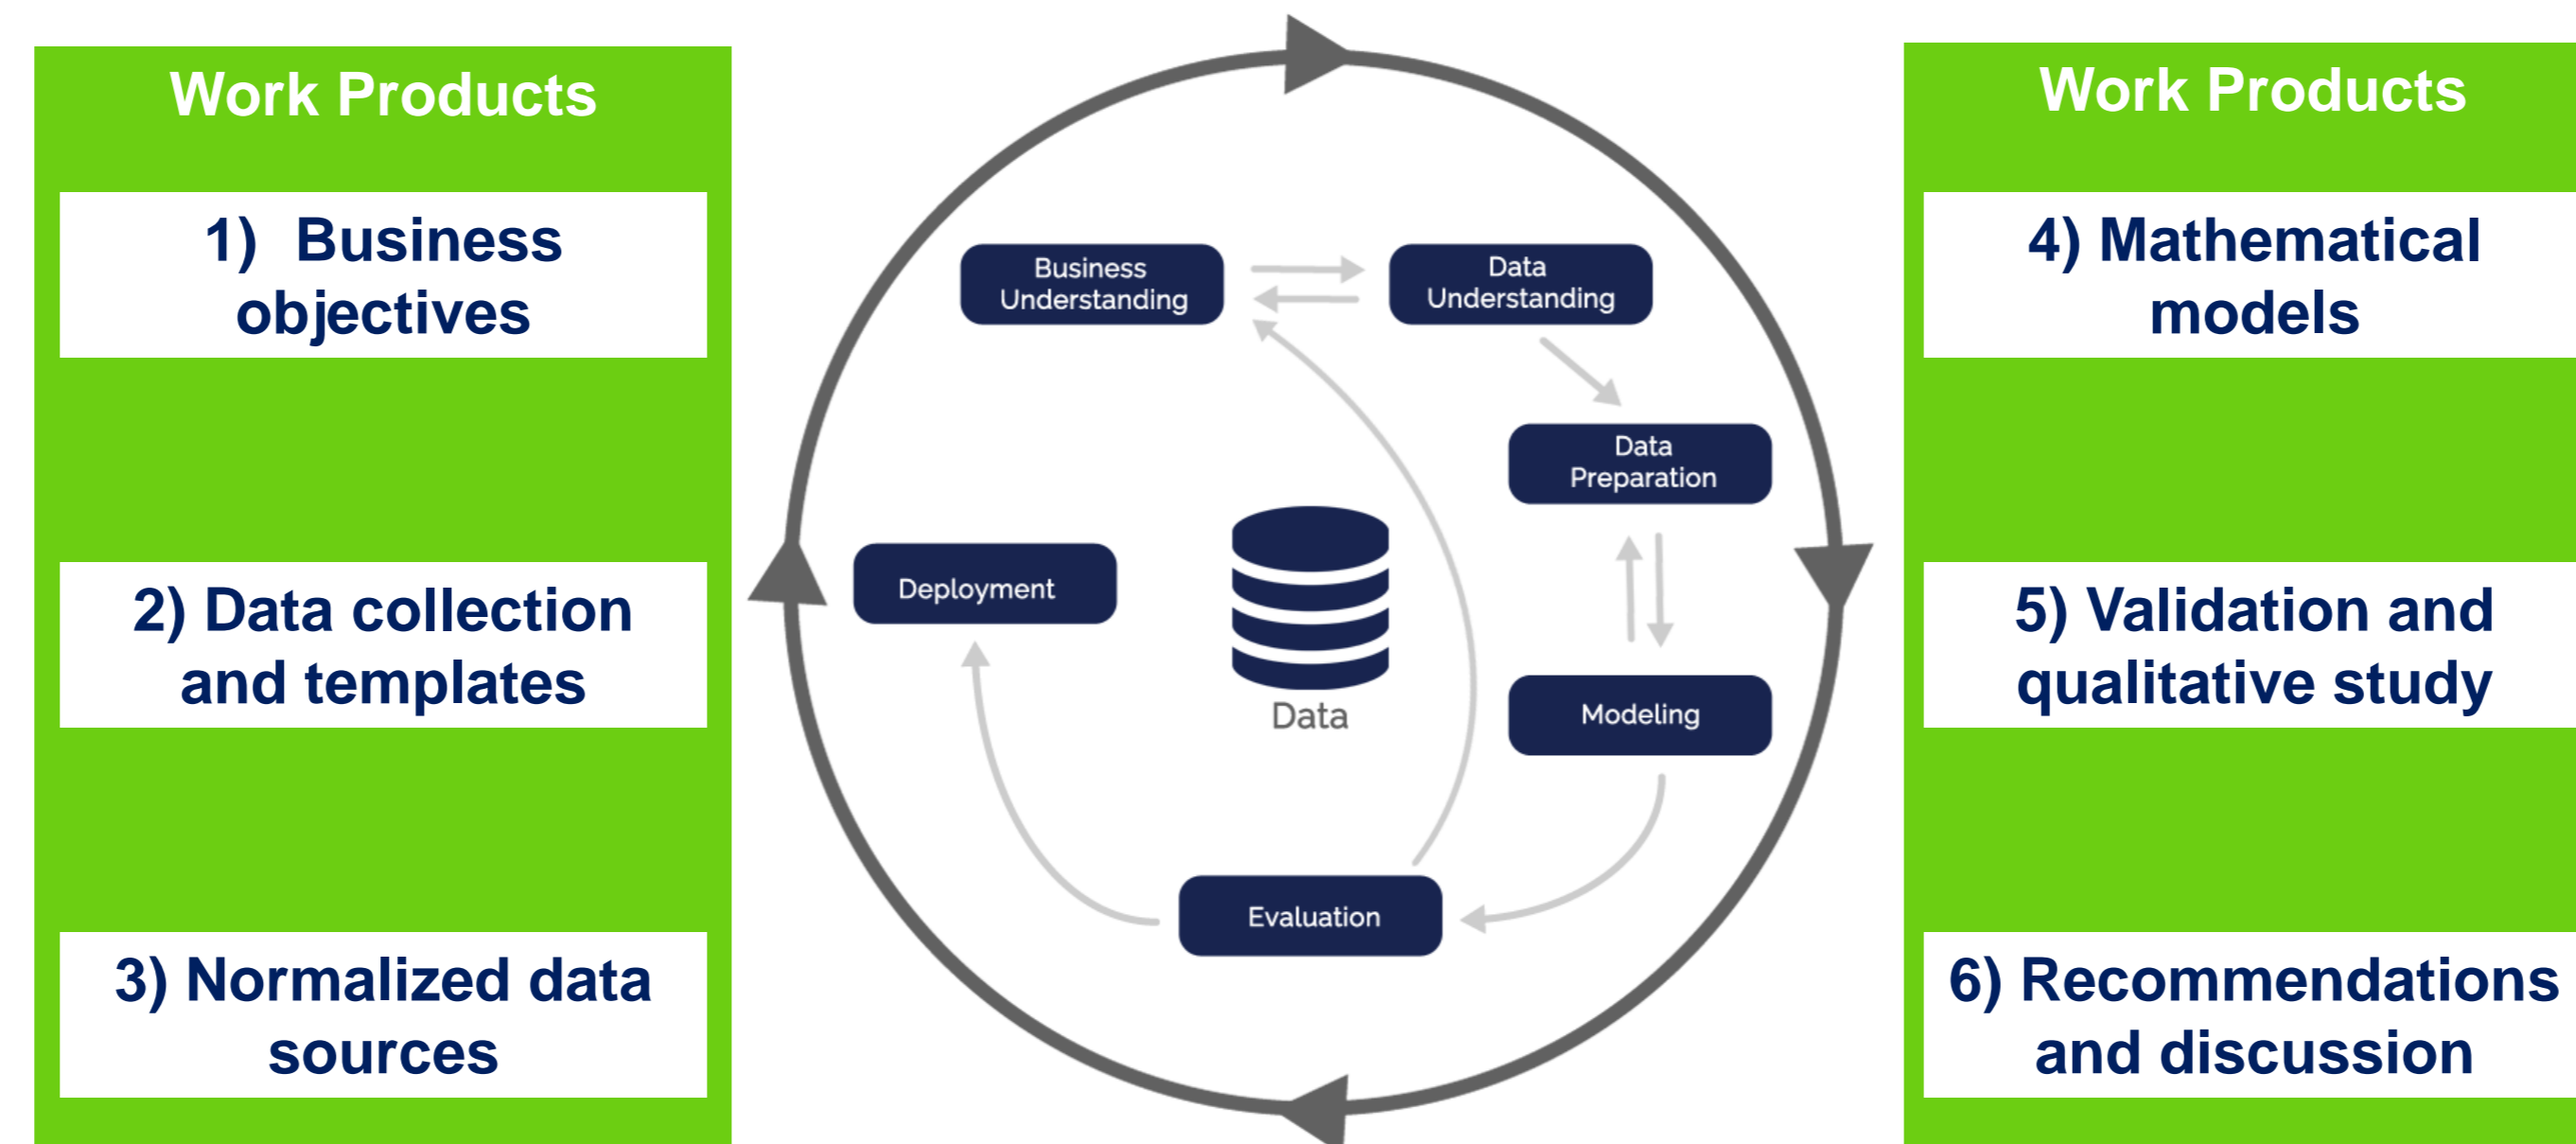 Work Products
1) Business
objectives
2) Data collection
and templates
3) Normalized data
sources
Business
Understanding
Data
Understanding
Data
Preparation
Deployment
Data
Modeling
Evaluation
Work Products
4) Mathematical
models
5) Validation and
qualitative study
6) Recommendations
and discussion